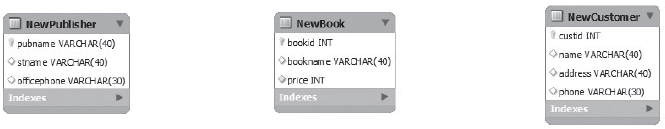 NewPublisher
pubname VARCHAR(40)
stname VARCHAR(40)
officephone VARCHAR(30)
Indexes
NewBook
bookid INT
bookname VARCHAR(40)
price INT
Indexes
NewCustomer
custid INT
name VARCHAR(40)
address VARCHAR(40)
phone VARCHAR(30)
Indexes